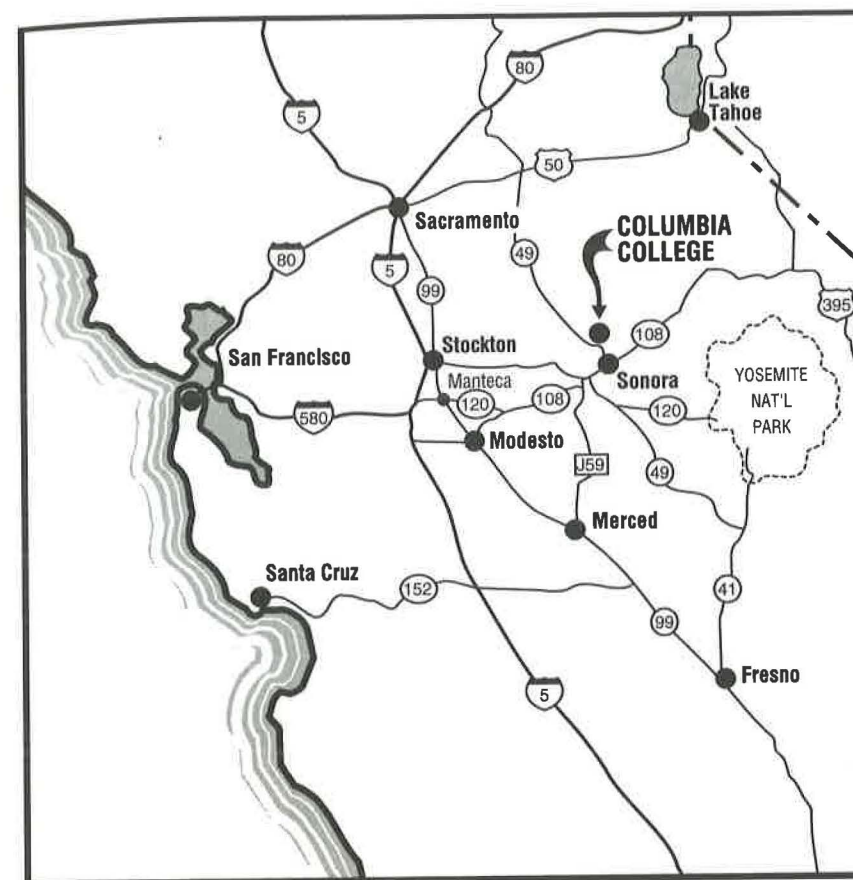 80
5
Lake
Tahoe
50
Sacramento
COLUMBIA
COLLEGE
80
5
49
99
395
108
San Francisco
Stockton
Sonora
Manteca
YOSEMITE
NAT'L
PARK
120
108
120
580
Modesto
J59
49
Merced
Santa Cruz
152
41
99
Fresno
5